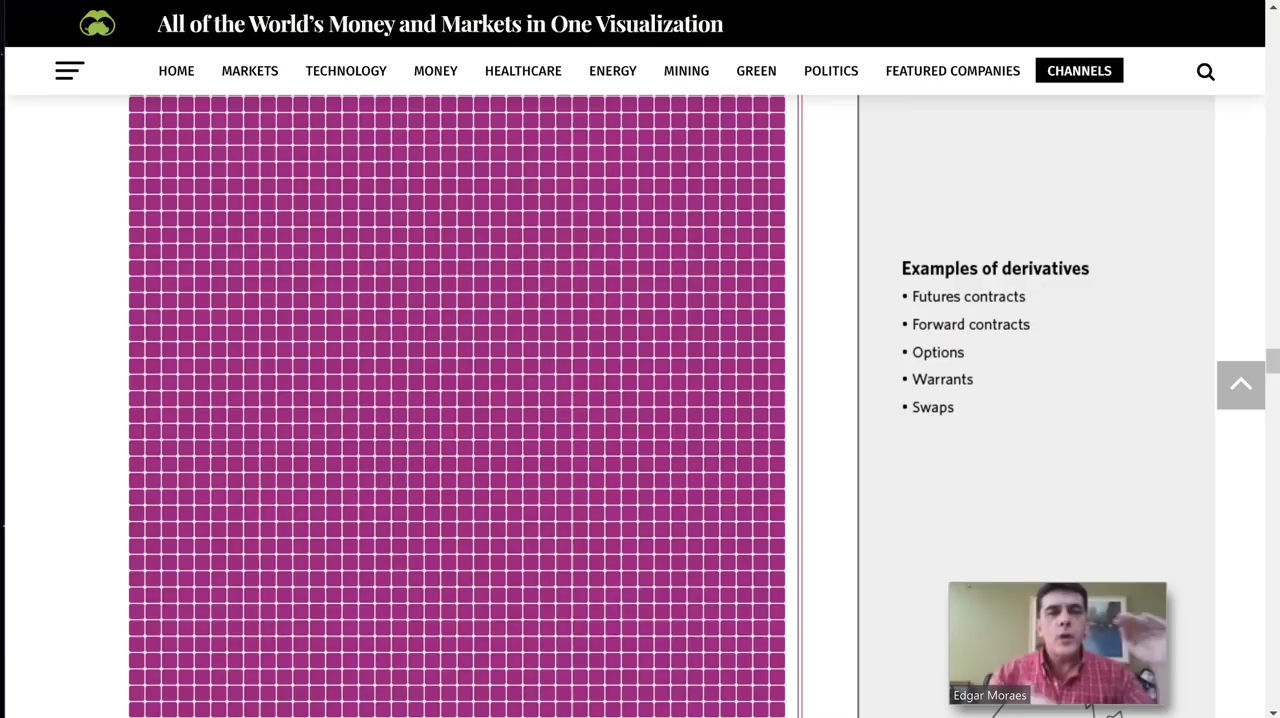 All of the World's Money and Markets in One Visualization
HOME MARKETS TECHNOLOGY MONEY HEALTHCARE ENERGY MINING GREEN POLITICS FEATURED COMPANIES CHANNELS
Examples of derivatives
• Futures contracts
• Forward contracts
• Options
• Warrants
• Swaps
Edgar Moraes